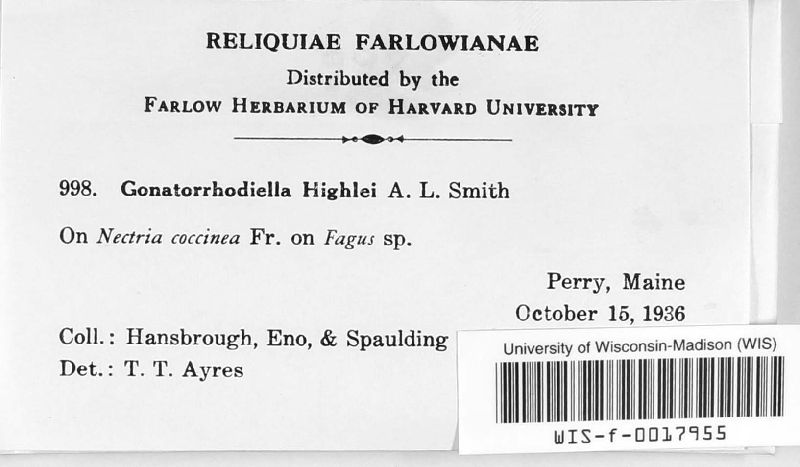 RELIQUIAE FARLOWIANAE
Distributed by the
FARLOW HERBARIUM OF HARVARD UNIVERSITY
998. Gonatorrhodiella Highlei A. L. Smith
On Nectria coccinea Fr. on Fagus sp.
Perry, Maine
October 15, 1936
Coll.: Hansbrough, Eno, & Spaulding
Det.: T. T. Ayres
University of Wisconsin-Madison (WIS)
WIS-f-0017955